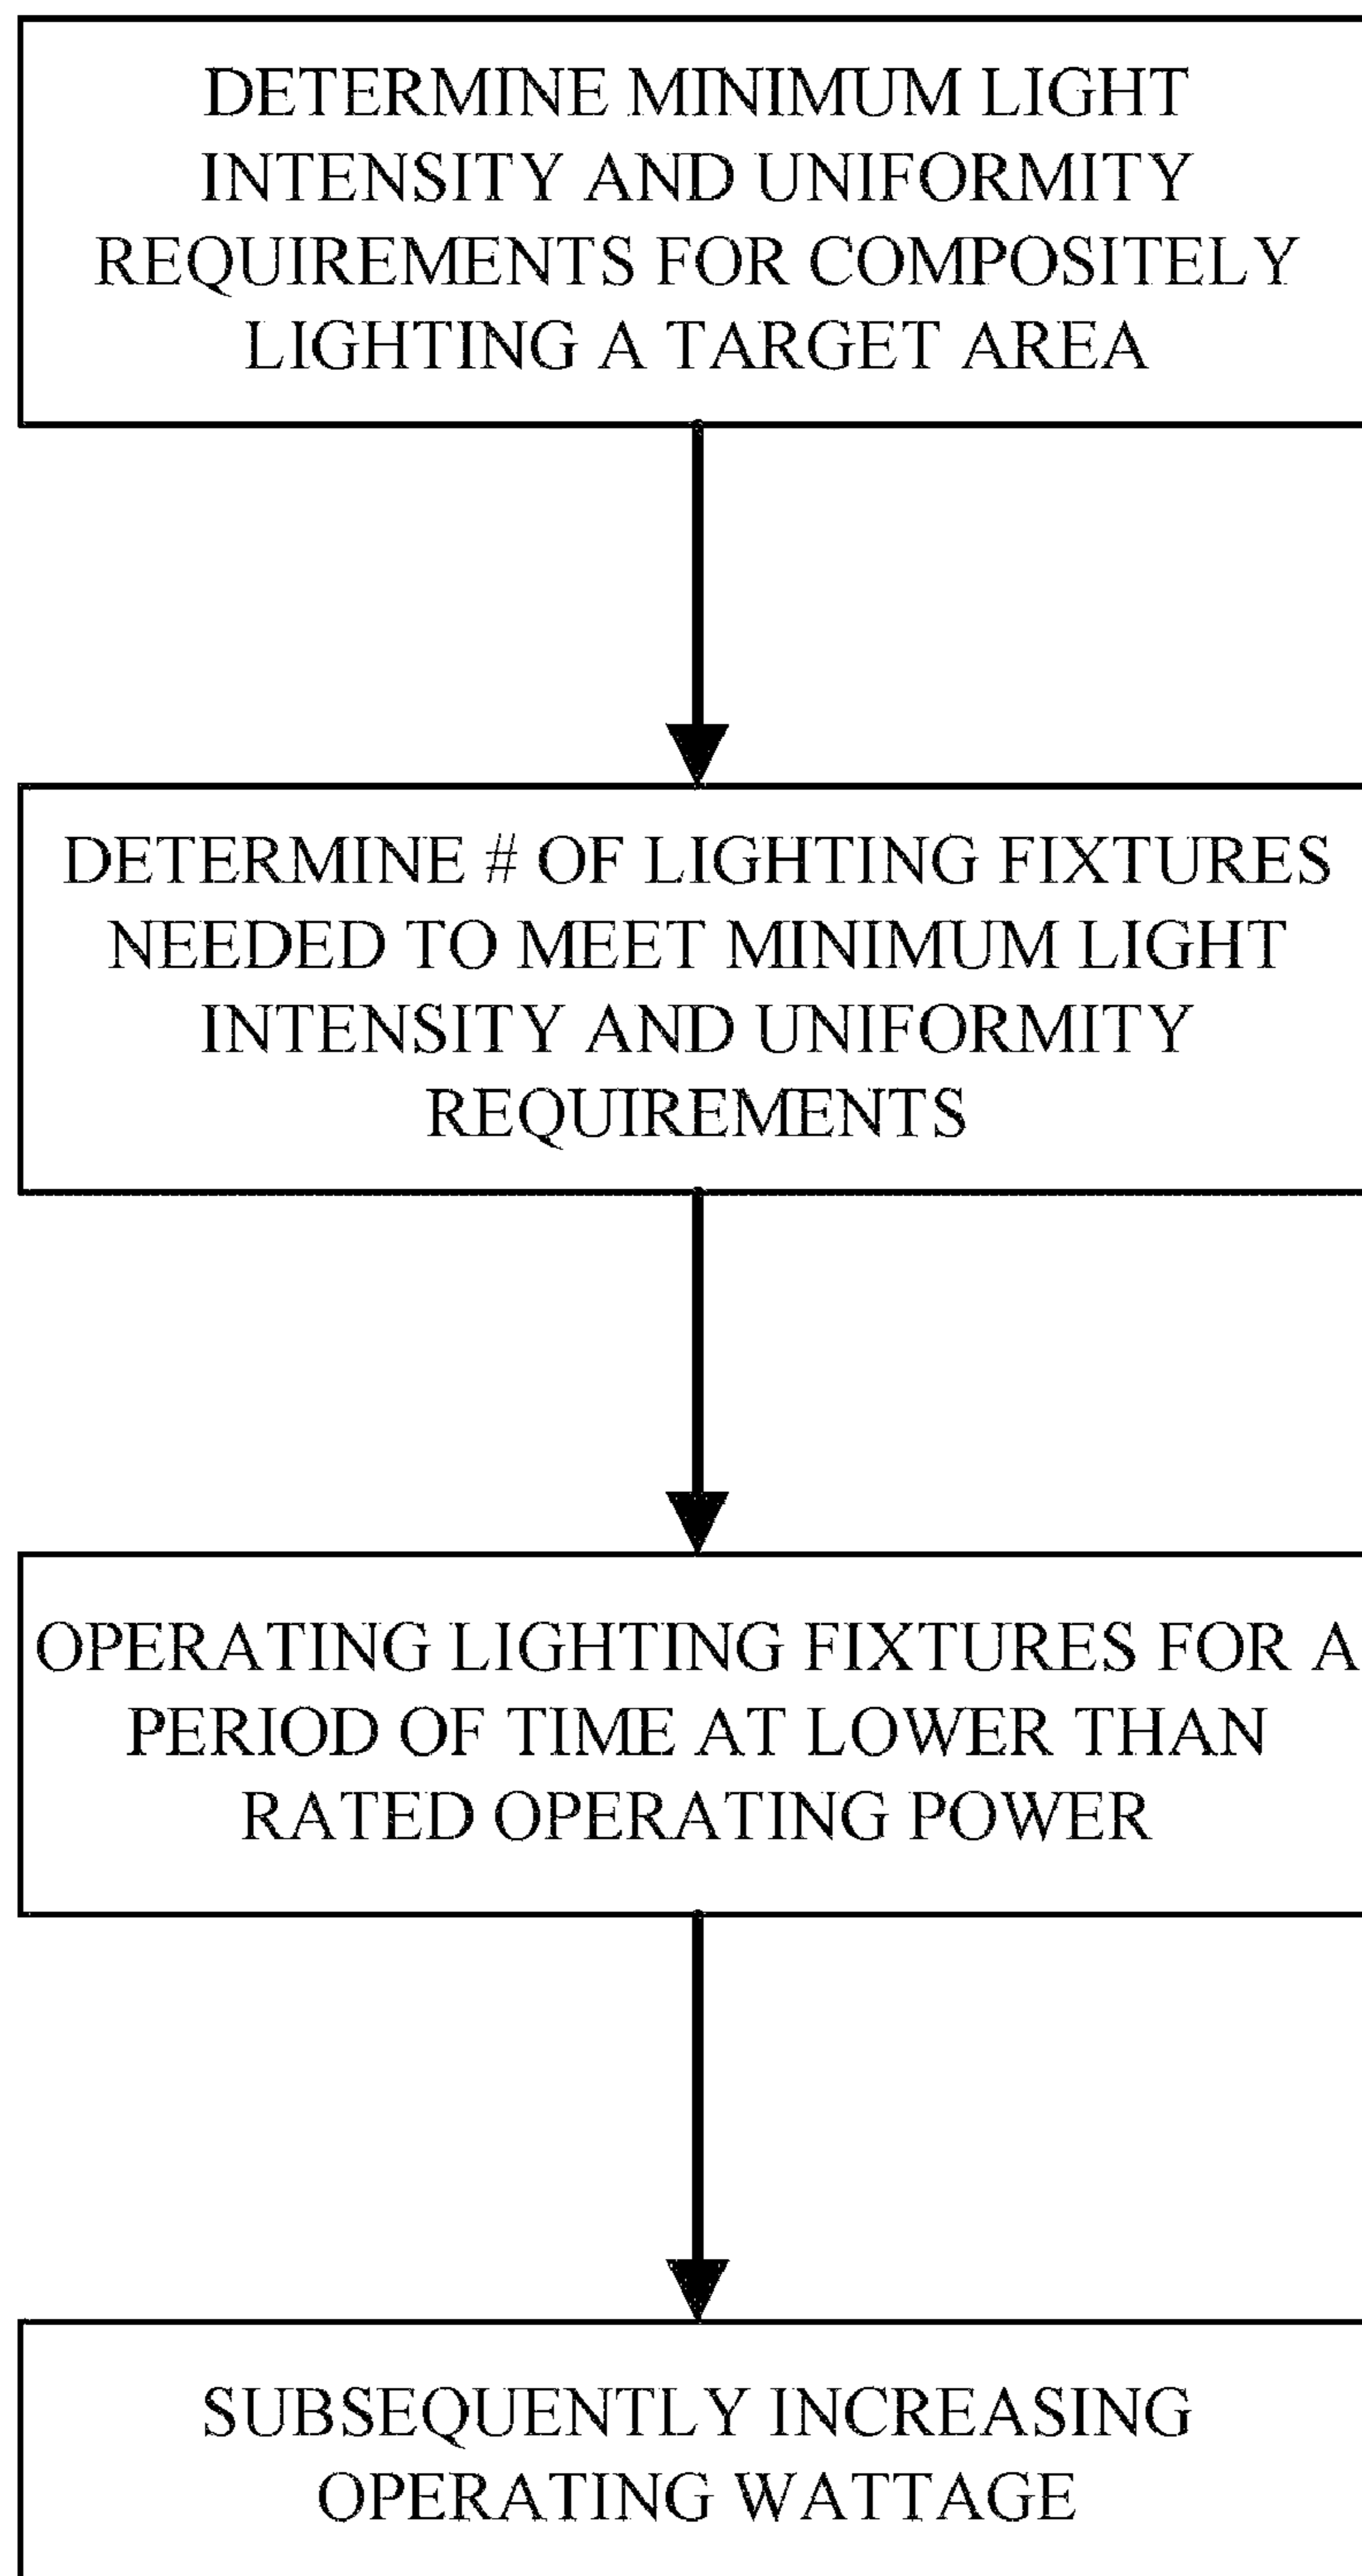 DETERMINE MINIMUM LIGHT
INTENSITY AND UNIFORMITY
REQUIREMENTS FOR COMPOSITELY
LIGHTING A TARGET AREA
DETERMINE # OF LIGHTING FIXTURES
NEEDED TO MEET MINIMUM LIGHT
INTENSITY AND UNIFORMITY
REQUIREMENTS
OPERATING LIGHTING FIXTURES FOR A
PERIOD OF TIME AT LOWER THAN
RATED OPERATING POWER
SUBSEQUENTLY INCREASING
OPERATING WATTAGE